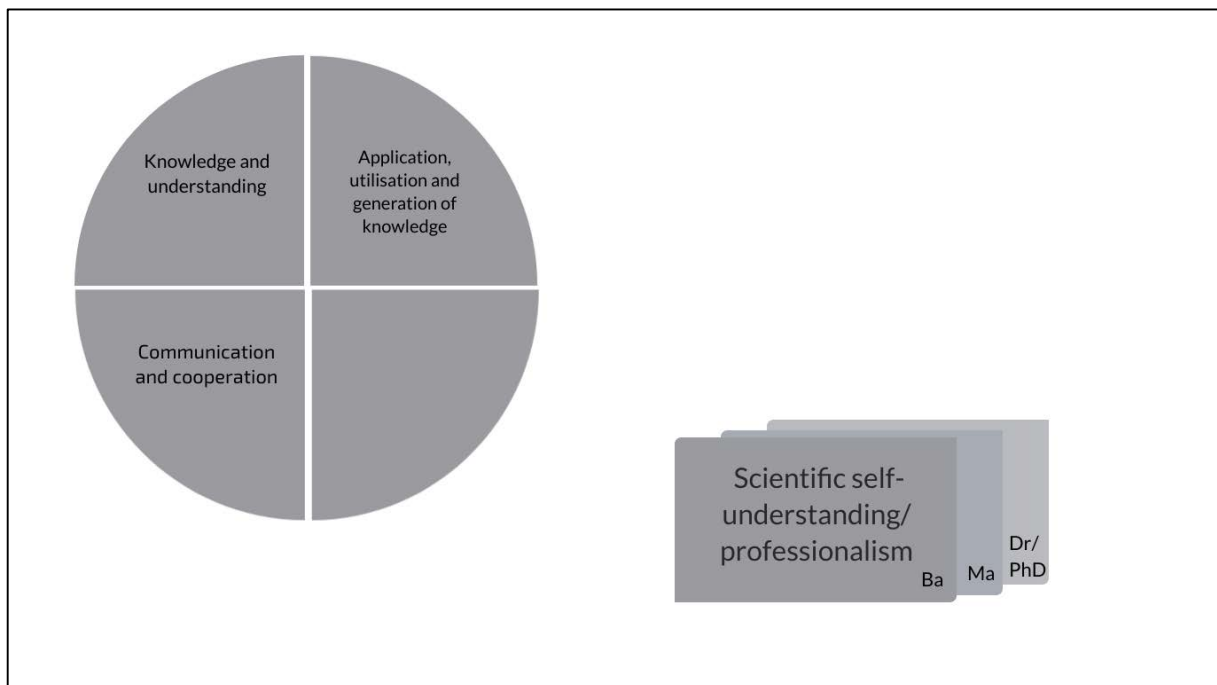 Knowledge and
understanding
Application,
utilisation and
generation of
knowledge
Communication
and cooperation
Scientific self-
understanding/
professionalism
Ba
Ma
Dr/
PhD